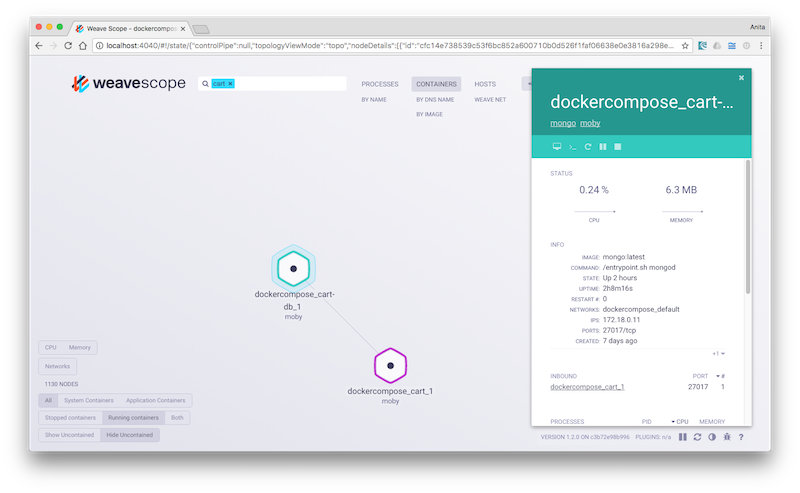 Weave Scope - dockercompos
Anita
localhost:4040/#!/state/{"controlPipe":null,"topologyViewMode":"topo","nodeDetails":[{"id":"cfc14e738539c53f6bc852a600710b0d526f1faf06638e0e3816a298e...
weavescope
cart ×
PROCESSES CONTAINERS HOSTS
BY NAME BY DNS NAME WEAVE NET
BY IMAGE
dockercompose_cart-...
mongo moby
STATUS
0.24 % 6.3 MB
CPU MEMORY
INFO
IMAGE: mongo:latest
COMMAND: /entrypoint.sh mongod
STATE: Up 2 hours
UPTIME: 2h8m16s
RESTART #: 0
NETWORKS: dockercompose_default
IPS: 172.18.0.11
PORTS: 27017/tcp
CREATED: 7 days ago
+1
INBOUND PORT #
dockercompose_cart_1 27017 1
PROCESSES PID CPU MEMORY
dockercompose_cart-
db_1
moby
dockercompose_cart_1
moby
CPU Memory
Networks
1130 NODES
All System Containers Application Containers
Stopped containers Running containers Both
Show Uncontained Hide Uncontained
VERSION 1.2.0 ON c3b72e98b996 PLUGINS: n/a ?